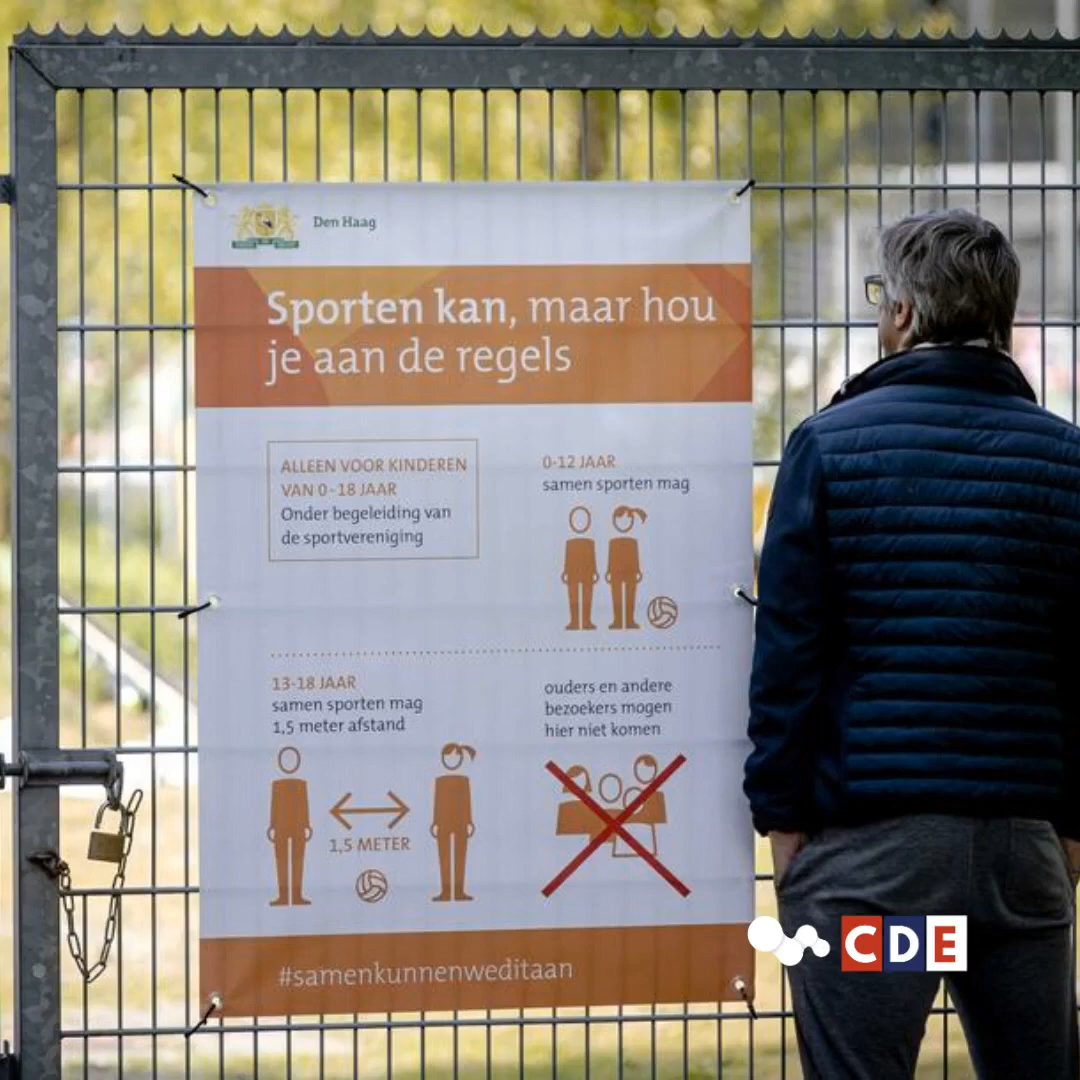 Den Haag
Sporten kan, maar hou
je aan de regels
ALLEEN VOOR KINDEREN
VAN 0-18 JAAR
Onder begeleiding van
de sportvereniging
0-12 JAAR
samen sporten mag
13-18 JAAR
samen sporten mag
1,5 meter afstand
1,5 METER
ouders en andere
bezoekers mogen
hier niet komen
#samenkunnenweditaan
CDE